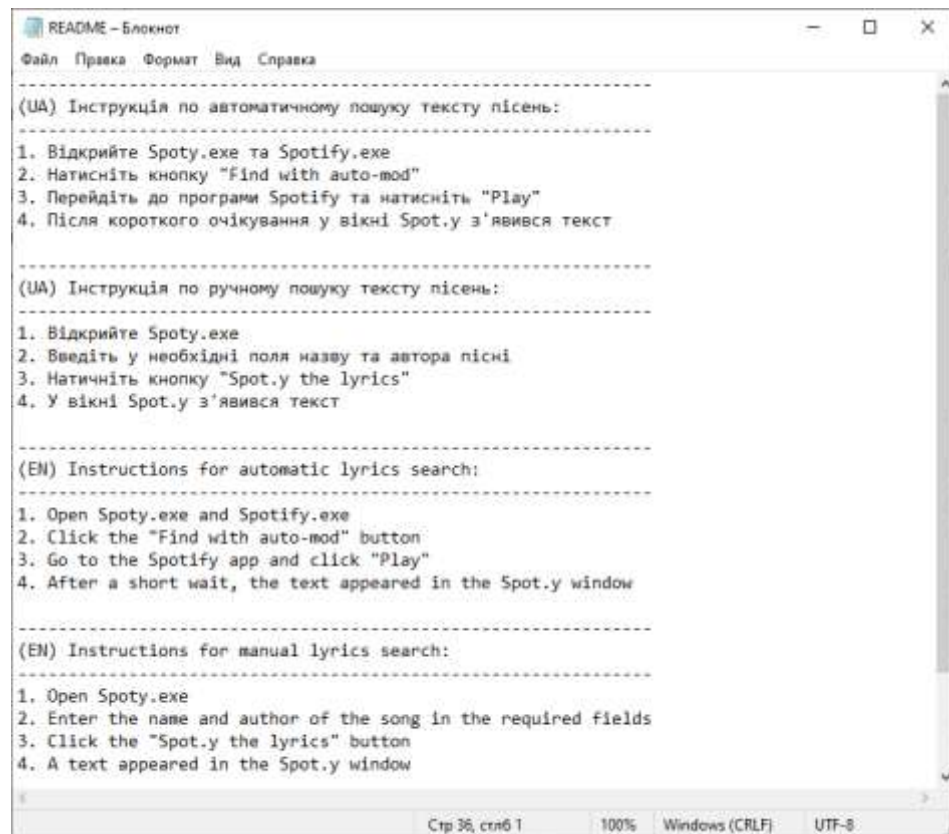 README – Блокнот
Файл Правка Формат Вид Справка
----------------------------------------------------------------
(UA) Інструкція по автоматичному пошуку тексту пісень:
----------------------------------------------------------------
1. Відкрийте Spoty.exe та Spotify.exe
2. Натисніть кнопку "Find with auto-mod"
3. Перейдіть до програми Spotify та натисніть "Play"
4. Після короткого очікування у вікні Spot.y з'явився текст
----------------------------------------------------------------
(UA) Інструкція по ручному пошуку тексту пісень:
----------------------------------------------------------------
1. Відкрийте Spoty.exe
2. Введіть у необхідні поля назву та автора пісні
3. Натичніть кнопку "Spot.y the lyrics"
4. У вікні Spot.y з'явився текст
----------------------------------------------------------------
(EN) Instructions for automatic lyrics search:
----------------------------------------------------------------
1. Open Spoty.exe and Spotify.exe
2. Click the "Find with auto-mod" button
3. Go to the Spotify app and click "Play"
4. After a short wait, the text appeared in the Spot.y window
----------------------------------------------------------------
(EN) Instructions for manual lyrics search:
----------------------------------------------------------------
1. Open Spoty.exe
2. Enter the name and author of the song in the required fields
3. Click the "Spot.y the lyrics" button
4. A text appeared in the Spot.y window
Стр 36, стлб 1 100% Windows (CRLF) UTF-8